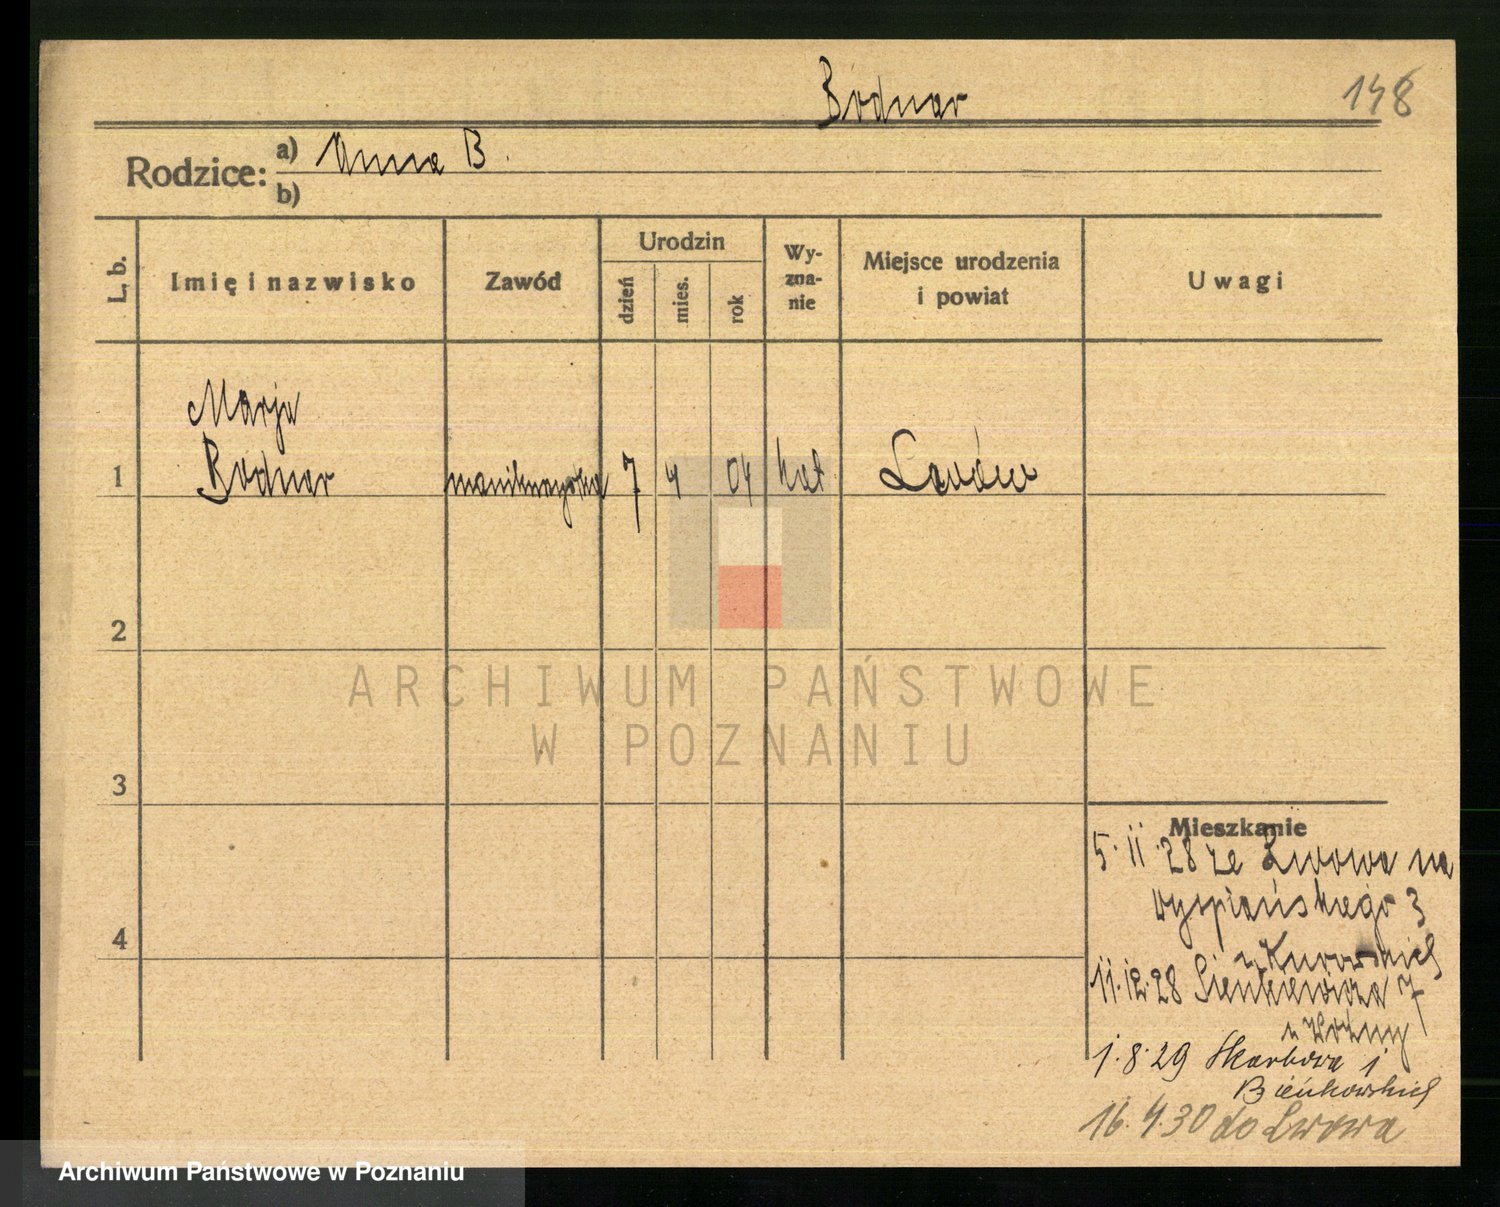 Bodnar
148
Rodzice: a) Anna B.
b)
L. b.
Imię i nazwisko
Zawód
Urodzin
dzień
mies.
rok
Wy-
zna-
nie
Miejsce urodzenia
i powiat
Uwagi
Marja
1 Bodnar manikurzystka 7 4 04 kat. Lwów
2
3
4
Mieszkanie
5.11.28 ze Lwowa na
Wyspiańskiego 3
u
11.12.28 Sienkiewicza 7
u
1.8.29 Skarbowa 1
Bieńkowskich
16.4.30 do Lwowa
ARCHIWUM PAŃSTWOWE
W POZNANIU
Archiwum Państwowe w Poznaniu